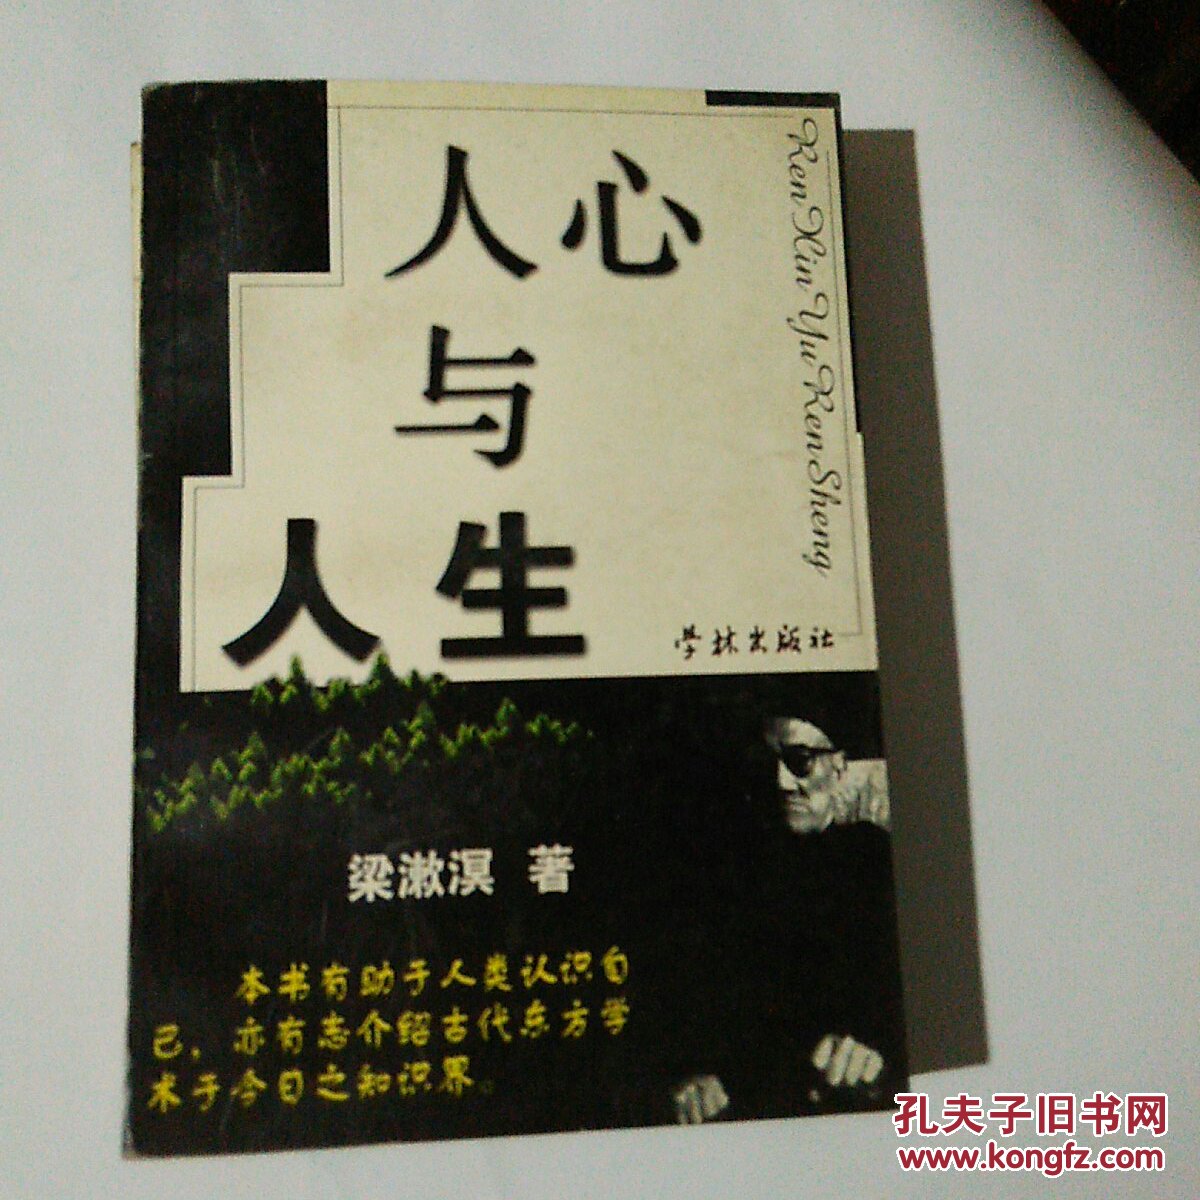 人心
与
人生
Ren Xin Yu Ren Sheng
学林出版社
梁漱溟 著
本书有助于人类认识自
己，亦有志介绍古代东方学
术于今日之知识界。
孔夫子旧书网
www.kongfz.com